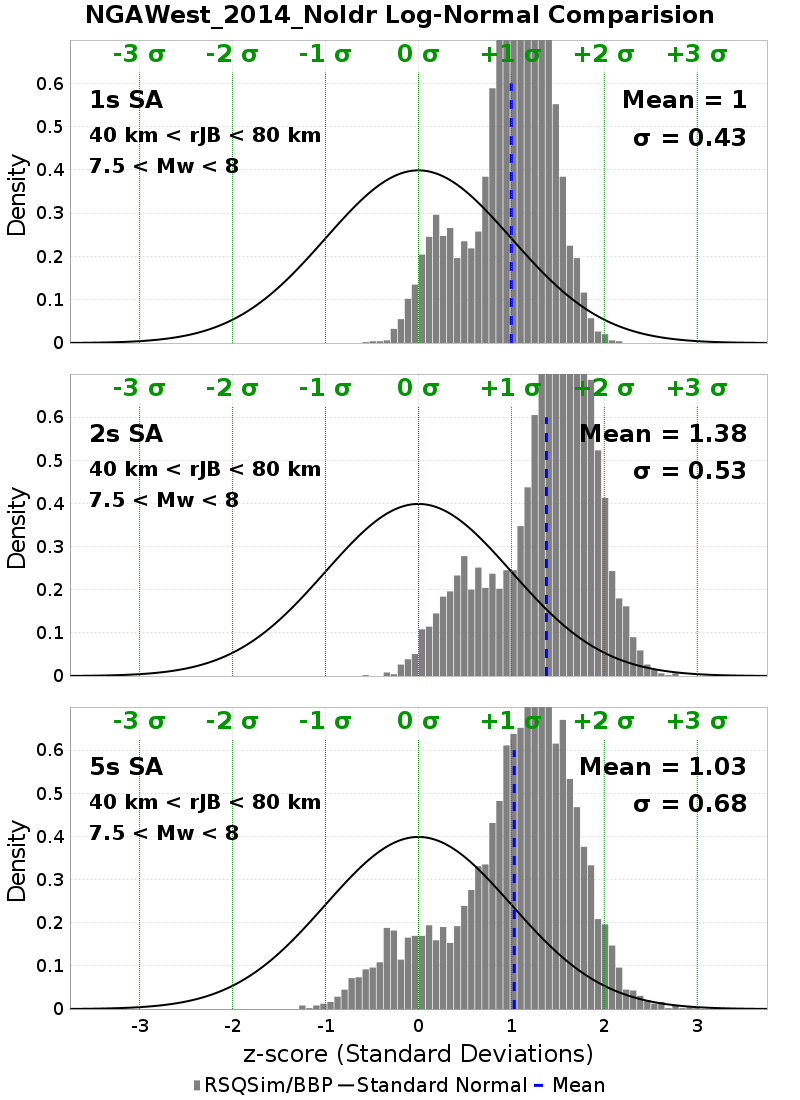 NGAWest_2014_NoIdr Log-Normal Comparision
-3 σ -2 σ -1 σ 0 σ +1 σ +2 σ +3 σ
0.6
1s SA Mean = 1
0.5
40 km < rJB < 80 km σ = 0.43
0.4
7.5 < Mw < 8
0.3
Density
0.2
0.1
0
-3 σ -2 σ -1 σ 0 σ +1 σ +2 σ +3 σ
0.6
2s SA Mean = 1.38
0.5
40 km < rJB < 80 km σ = 0.53
0.4
7.5 < Mw < 8
0.3
Density
0.2
0.1
0
-3 σ -2 σ -1 σ 0 σ +1 σ +2 σ +3 σ
0.6
5s SA Mean = 1.03
0.5
40 km < rJB < 80 km σ = 0.68
0.4
7.5 < Mw < 8
0.3
Density
0.2
0.1
0
-3 -2 -1 0 1 2 3
z-score (Standard Deviations)
RSQSim/BBP Standard Normal Mean